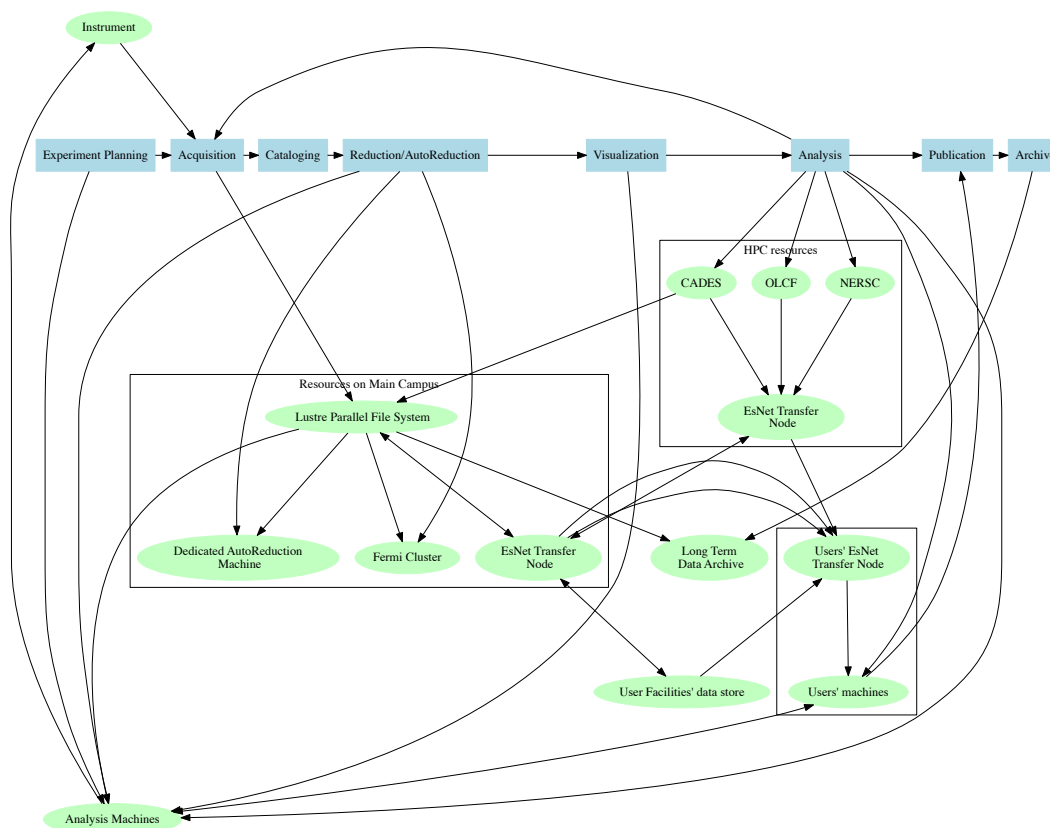 Instrument
Experiment Planning
Acquisition
Cataloging
Reduction/AutoReduction
Visualization
Analysis
Publication
Archiv
HPC resources
CADES
OLCF
NERSC
Resources on Main Campus
Lustre Parallel File System
EsNet Transfer
Node
Dedicated AutoReduction
Machine
Fermi Cluster
EsNet Transfer
Node
Long Term
Data Archive
Users' EsNet
Transfer Node
User Facilities' data store
Users' machines
Analysis Machines